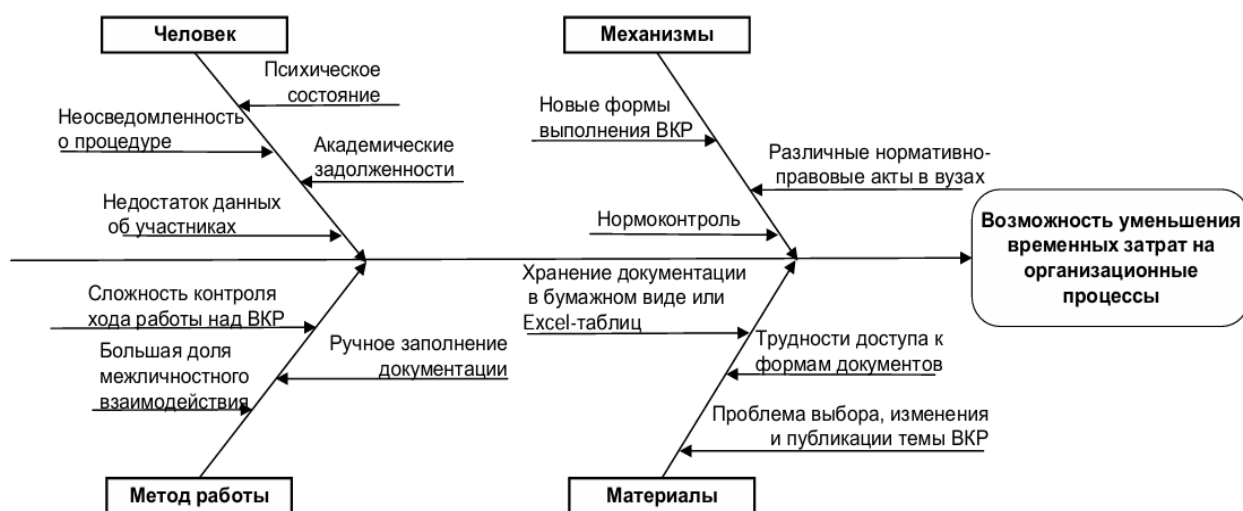 Человек
Механизмы
Психическое
состояние
Неосведомленность
о процедуре
Академические
задолженности
Недостаток данных
об участниках
Новые формы
выполнения ВКР
Различные нормативно-
правовые акты в вузах
Нормоконтроль
Возможность уменьшения
временных затрат на
организационные
процессы
Сложность контроля
хода работы над ВКР
Большая доля
межличностного
взаимодействия
Ручное заполнение
документации
Хранение документации
в бумажном виде или
Excel-таблиц
Трудности доступа к
формам документов
Проблема выбора, изменения
и публикации темы ВКР
Метод работы
Материалы